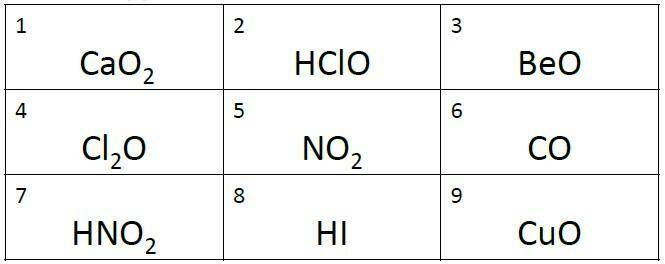 1 2 3
CaO₂ HClO BeO
4 5 6
Cl₂O NO₂ CO
7 8 9
HNO₂ HI CuO